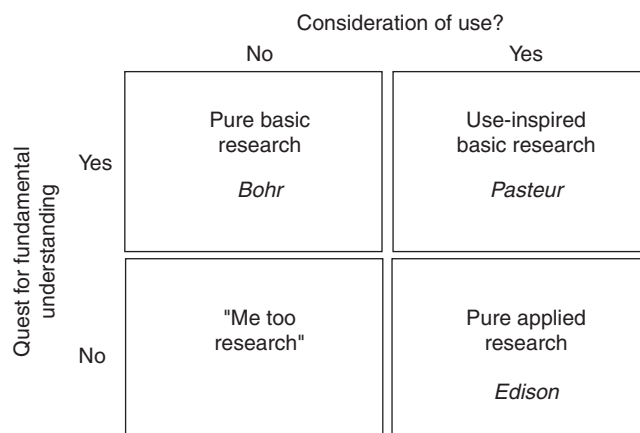 Consideration of use?
No
Yes
Quest for fundamental
understanding
Yes
Pure basic
research
Bohr
Use-inspired
basic research
Pasteur
No
"Me too
research"
Pure applied
research
Edison